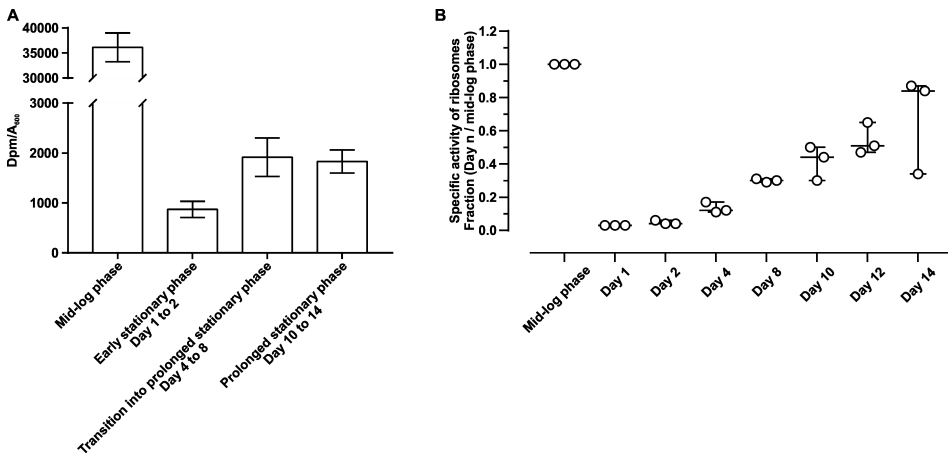 A
40000
35000
30000
3000
2000
1000
0
Dpm/A600
Mid-log phase
Early stationary phase
Day 1 to 2
Transition into prolonged stationary phase
Day 4 to 8
Prolonged stationary phase
Day 10 to 14
B
Specific activity of ribosomes
Fraction (Day n / mid-log phase)
1.2
1.0
0.8
0.6
0.4
0.2
0.0
Mid-log phase
Day 1
Day 2
Day 4
Day 8
Day 10
Day 12
Day 14